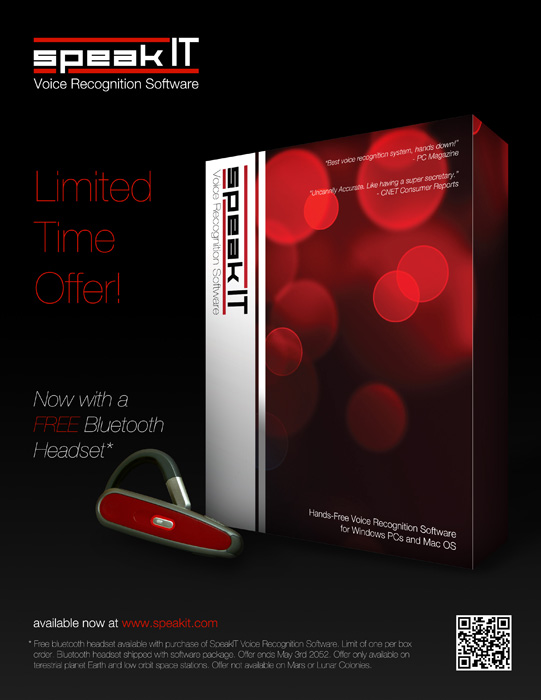 speakIT
Voice Recognition Software
"Best voice recognition system, hands down!"
- PC Magazine
"Uncannily Accurate. Like having a super secretary."
- CNET Consumer Reports
speakIT
Voice Recognition Software
Limited
Time
Offer!
Now with a
FREE Bluetooth
Headset*
Hands-Free Voice Recognition Software
for Windows PCs and Mac OS
available now at www.speakit.com
* Free bluetooth headset available with purchase of SpeakIT Voice Recognition Software. Limit of one per box
order. Bluetooth headset shipped with software package. Offer ends May 3rd 2052. Offer only available on
terestrial planet Earth and low orbit space stations. Offer not available on Mars or Lunar Colonies.